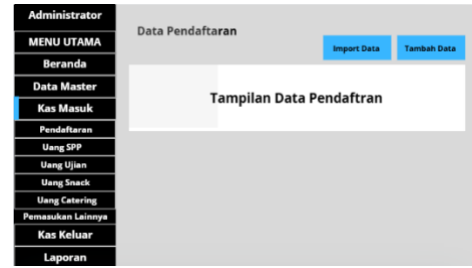 Administrator
MENU UTAMA
Beranda
Data Master
Kas Masuk
Pendaftaran
Uang SPP
Uang Ujian
Uang Snack
Uang Catering
Pemasukan Lainnya
Kas Keluar
Laporan
Data Pendaftaran
Import Data
Tambah Data
Tampilan Data Pendaftran